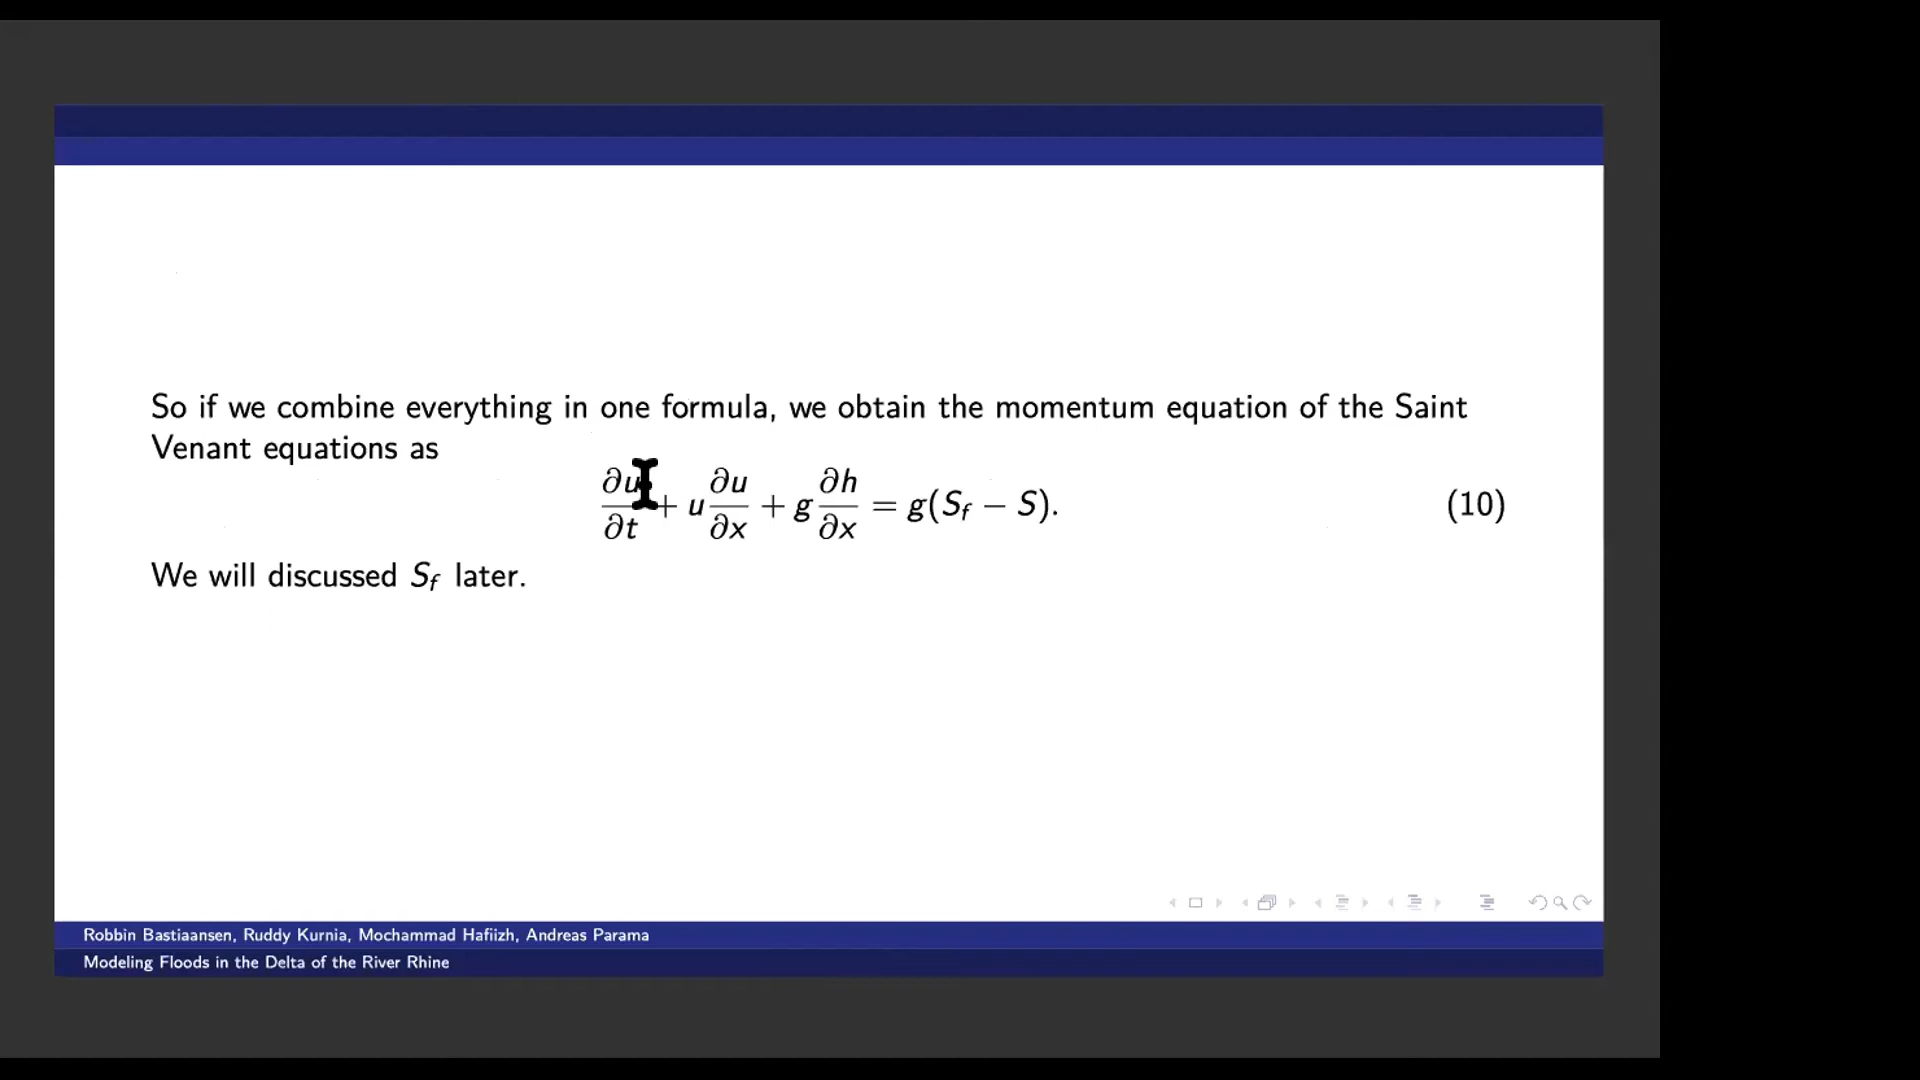 So if we combine everything in one formula, we obtain the momentum equation of the Saint
Venant equations as
∂u/∂t + u ∂u/∂x + g ∂h/∂x = g(S_f − S). (10)
We will discussed S_f later.
Robbin Bastiaansen, Ruddy Kurnia, Mochammad Hafiizh, Andreas Parama
Modeling Floods in the Delta of the River Rhine